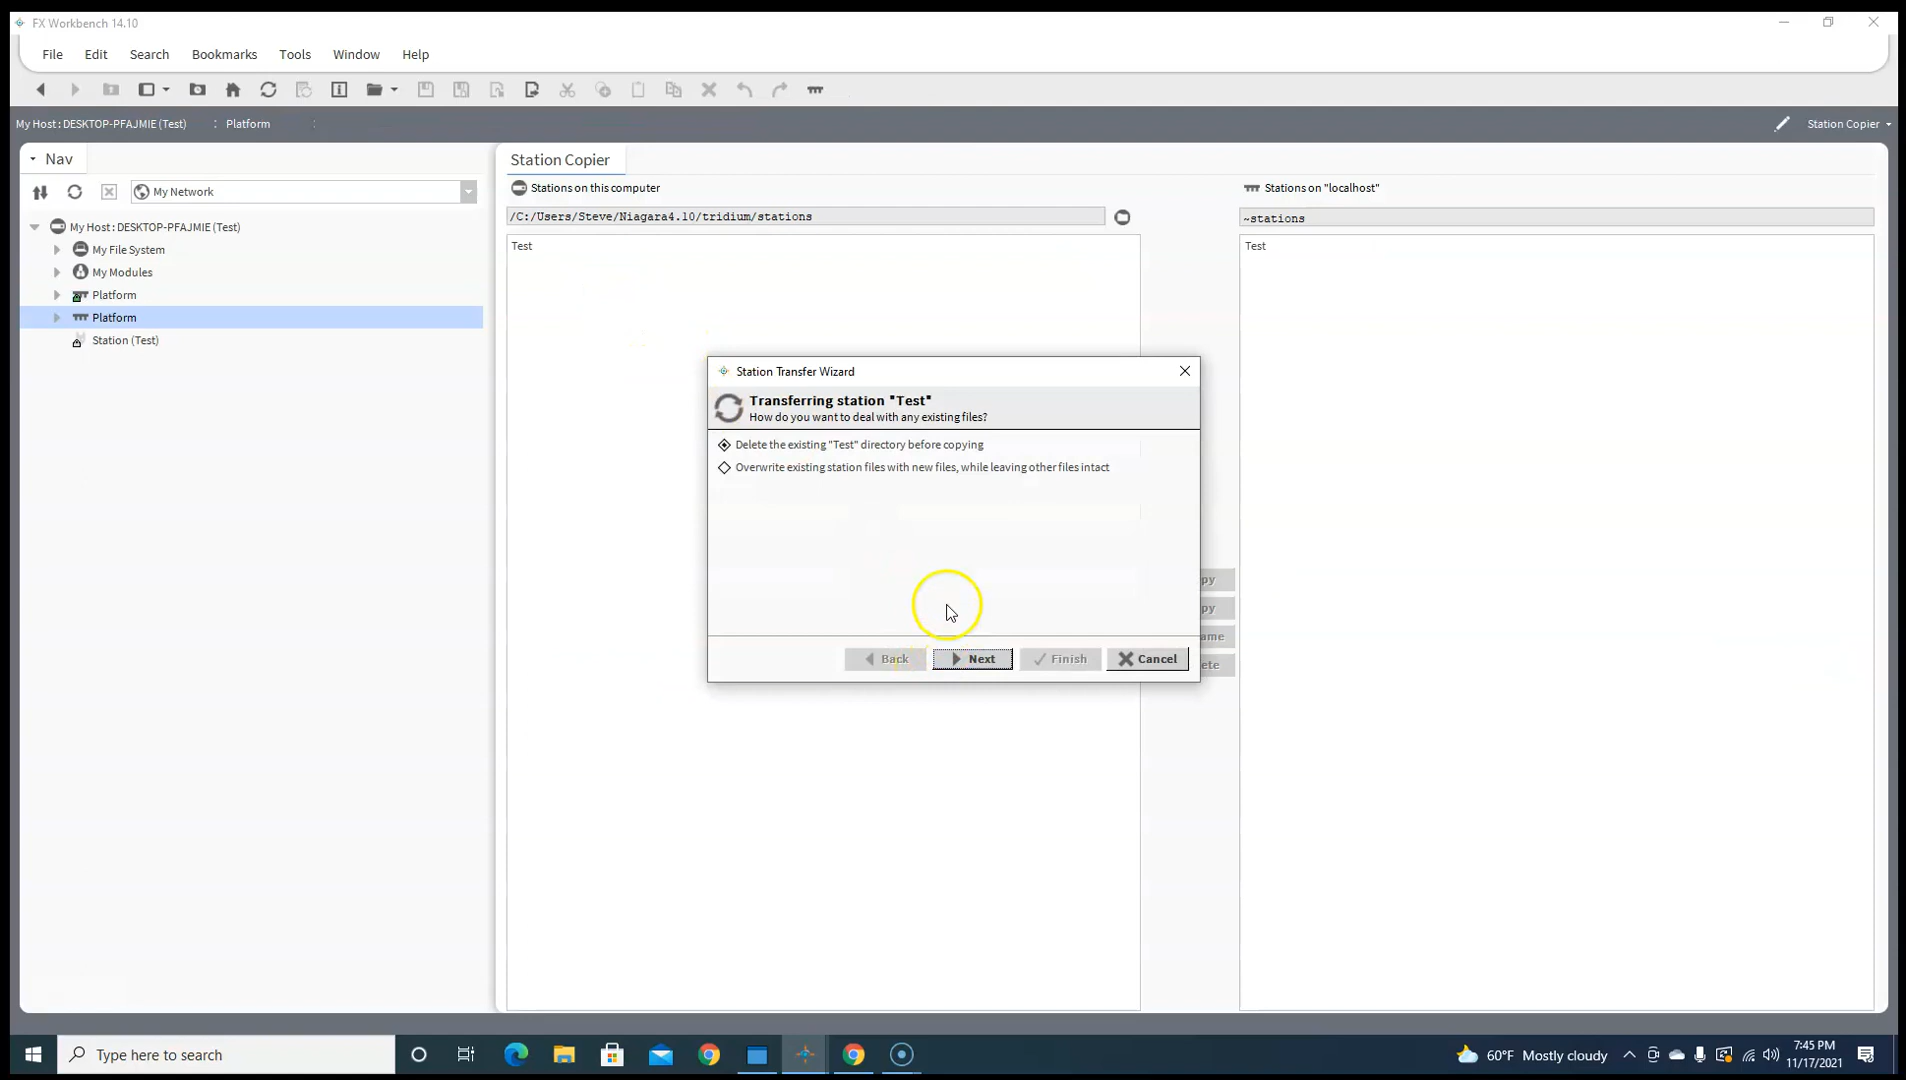 FX Workbench 14.10
File Edit Search Bookmarks Tools Window Help
My Host : DESKTOP-PFAJMIE (Test) : Platform :
Station Copier
Nav
My Network
My Host : DESKTOP-PFAJMIE (Test)
My File System
My Modules
Platform
Platform
Station (Test)
Station Copier
Stations on this computer
/C:/Users/Steve/Niagara4.10/tridium/stations
Test
Stations on "localhost"
~stations
Test
Station Transfer Wizard
Transferring station "Test"
How do you want to deal with any existing files?
Delete the existing "Test" directory before copying
Overwrite existing station files with new files, while leaving other files intact
Back Next Finish Cancel
py
py
ame
ete
Type here to search
60°F Mostly cloudy
7:45 PM
11/17/2021